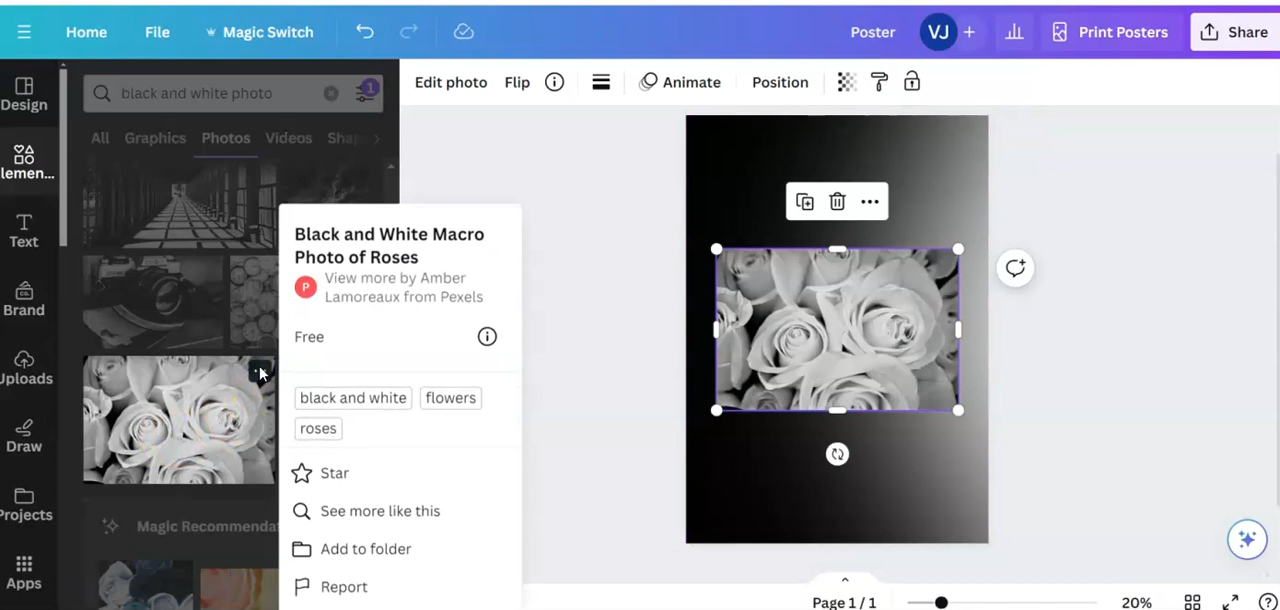 Home File Magic Switch Poster VJ + Print Posters Share
Design
lemen...
Text
Brand
Uploads
Draw
Projects
Apps
black and white photo 1
All Graphics Photos Videos Shap
Magic Recommenda
Edit photo Flip Animate Position
Black and White Macro
Photo of Roses
P
View more by Amber
Lamoreaux from Pexels
Free
black and white flowers
roses
Star
See more like this
Add to folder
Report
Page 1 / 1 20%